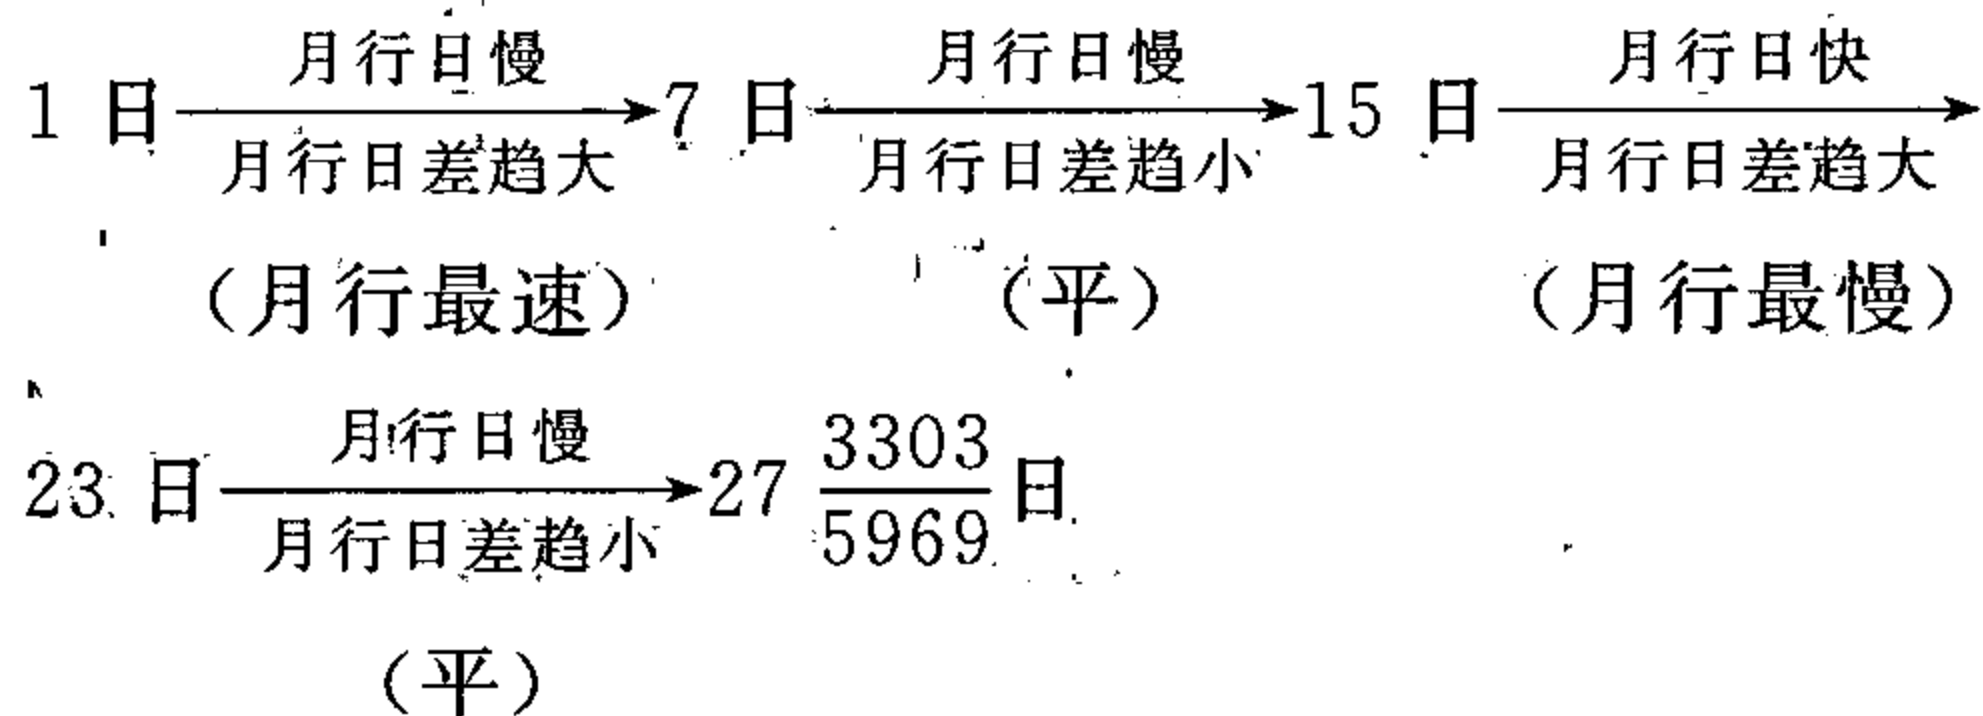 月行日慢 月行日慢 月行日快
1 日 ⟶ 7 日 ⟶ 15 日 ⟶
月行日差趋大 月行日差趋小 月行日差趋大
（月行最速） （平） （月行最慢）
月行日慢 3303
23 日 ⟶ 27 日
月行日差趋小 5969
（平）